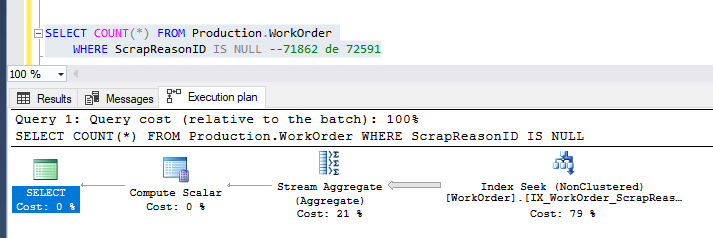 SELECT COUNT(*) FROM Production.WorkOrder
WHERE ScrapReasonID IS NULL --71862 de 72591
100 %
Results Messages Execution plan
Query 1: Query cost (relative to the batch): 100%
SELECT COUNT(*) FROM Production.WorkOrder WHERE ScrapReasonID IS NULL
SELECT
Cost: 0 %
Compute Scalar
Cost: 0 %
Stream Aggregate
(Aggregate)
Cost: 21 %
Index Seek (NonClustered)
[WorkOrder].[IX_WorkOrder_ScrapReas…
Cost: 79 %